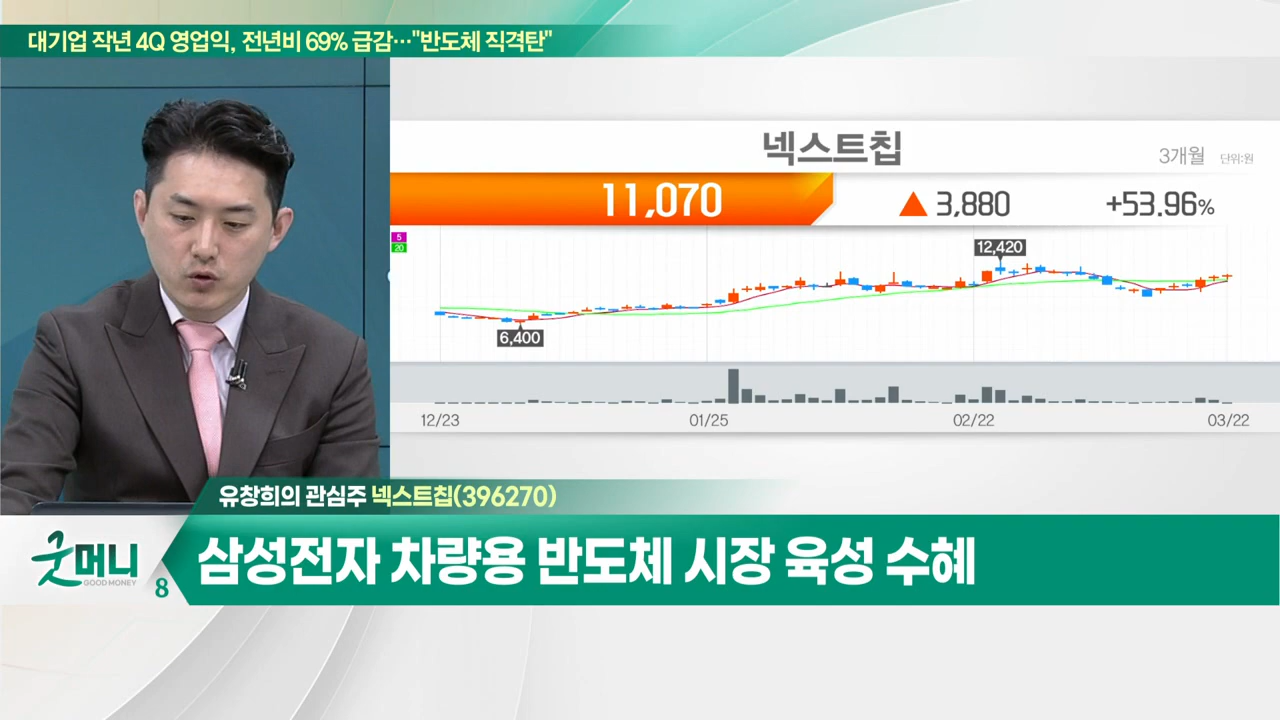 대기업 작년 4Q 영업익, 전년비 69% 급감…"반도체 직격탄"
넥스트칩
3개월 단위:원
11,070 ▲ 3,880 +53.96%
5
20
12,420
6,400
12/23 01/25 02/22 03/22
유창희의 관심주 넥스트칩(396270)
삼성전자 차량용 반도체 시장 육성 수혜
굿머니
GOOD MONEY
8